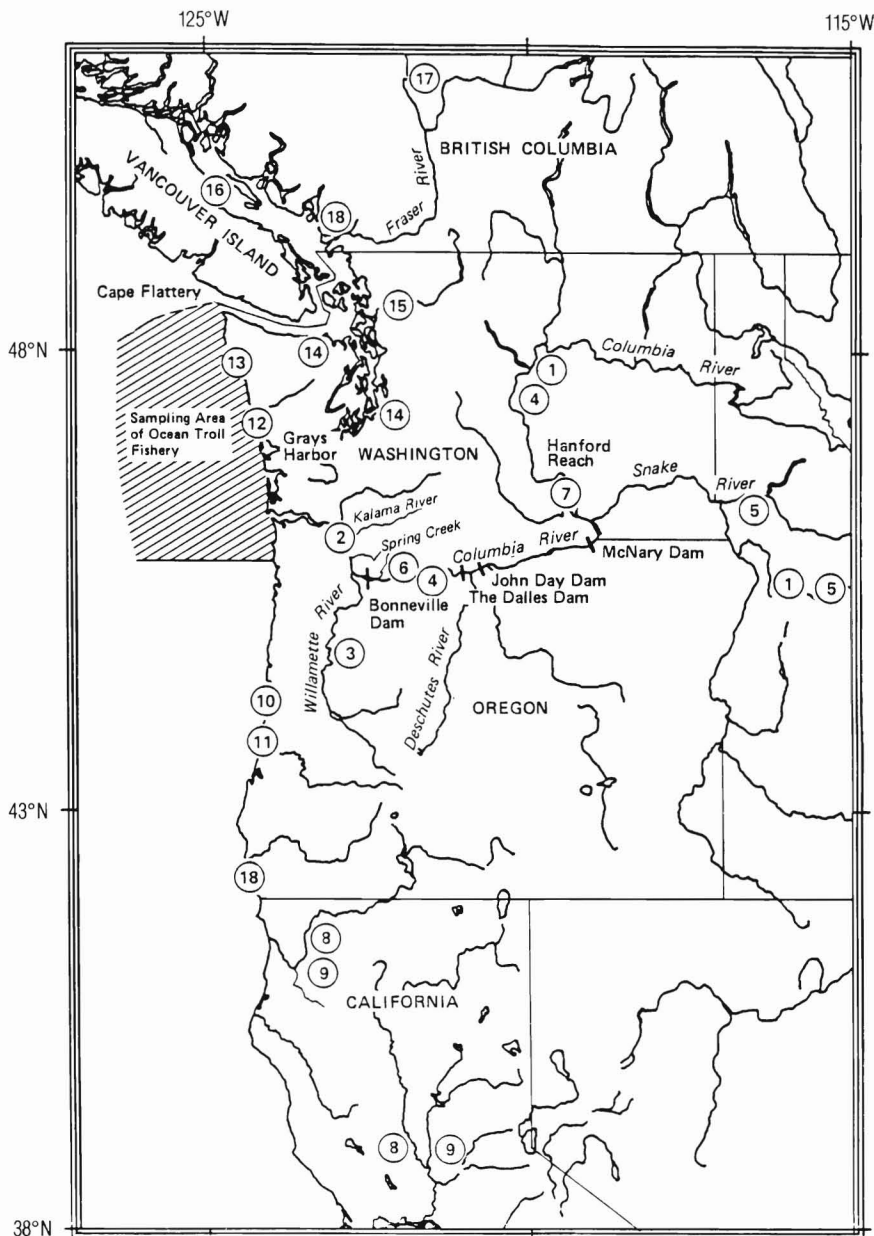 125°W
115°W
17
BRITISH COLUMBIA
VANCOUVER ISLAND
16
18
Fraser River
Cape Flattery
15
48°N
13
14
1
Columbia River
4
Sampling Area
of Ocean Troll
Fishery
12
14
Grays
Harbor
WASHINGTON
Hanford
Reach
Snake River
7
5
Kalama River
2
Spring Creek
Columbia River
McNary Dam
6
4
John Day Dam
The Dalles Dam
1
5
Bonneville
Dam
Willamette River
3
Deschutes River
10
OREGON
11
43°N
18
8
9
CALIFORNIA
8
9
38°N